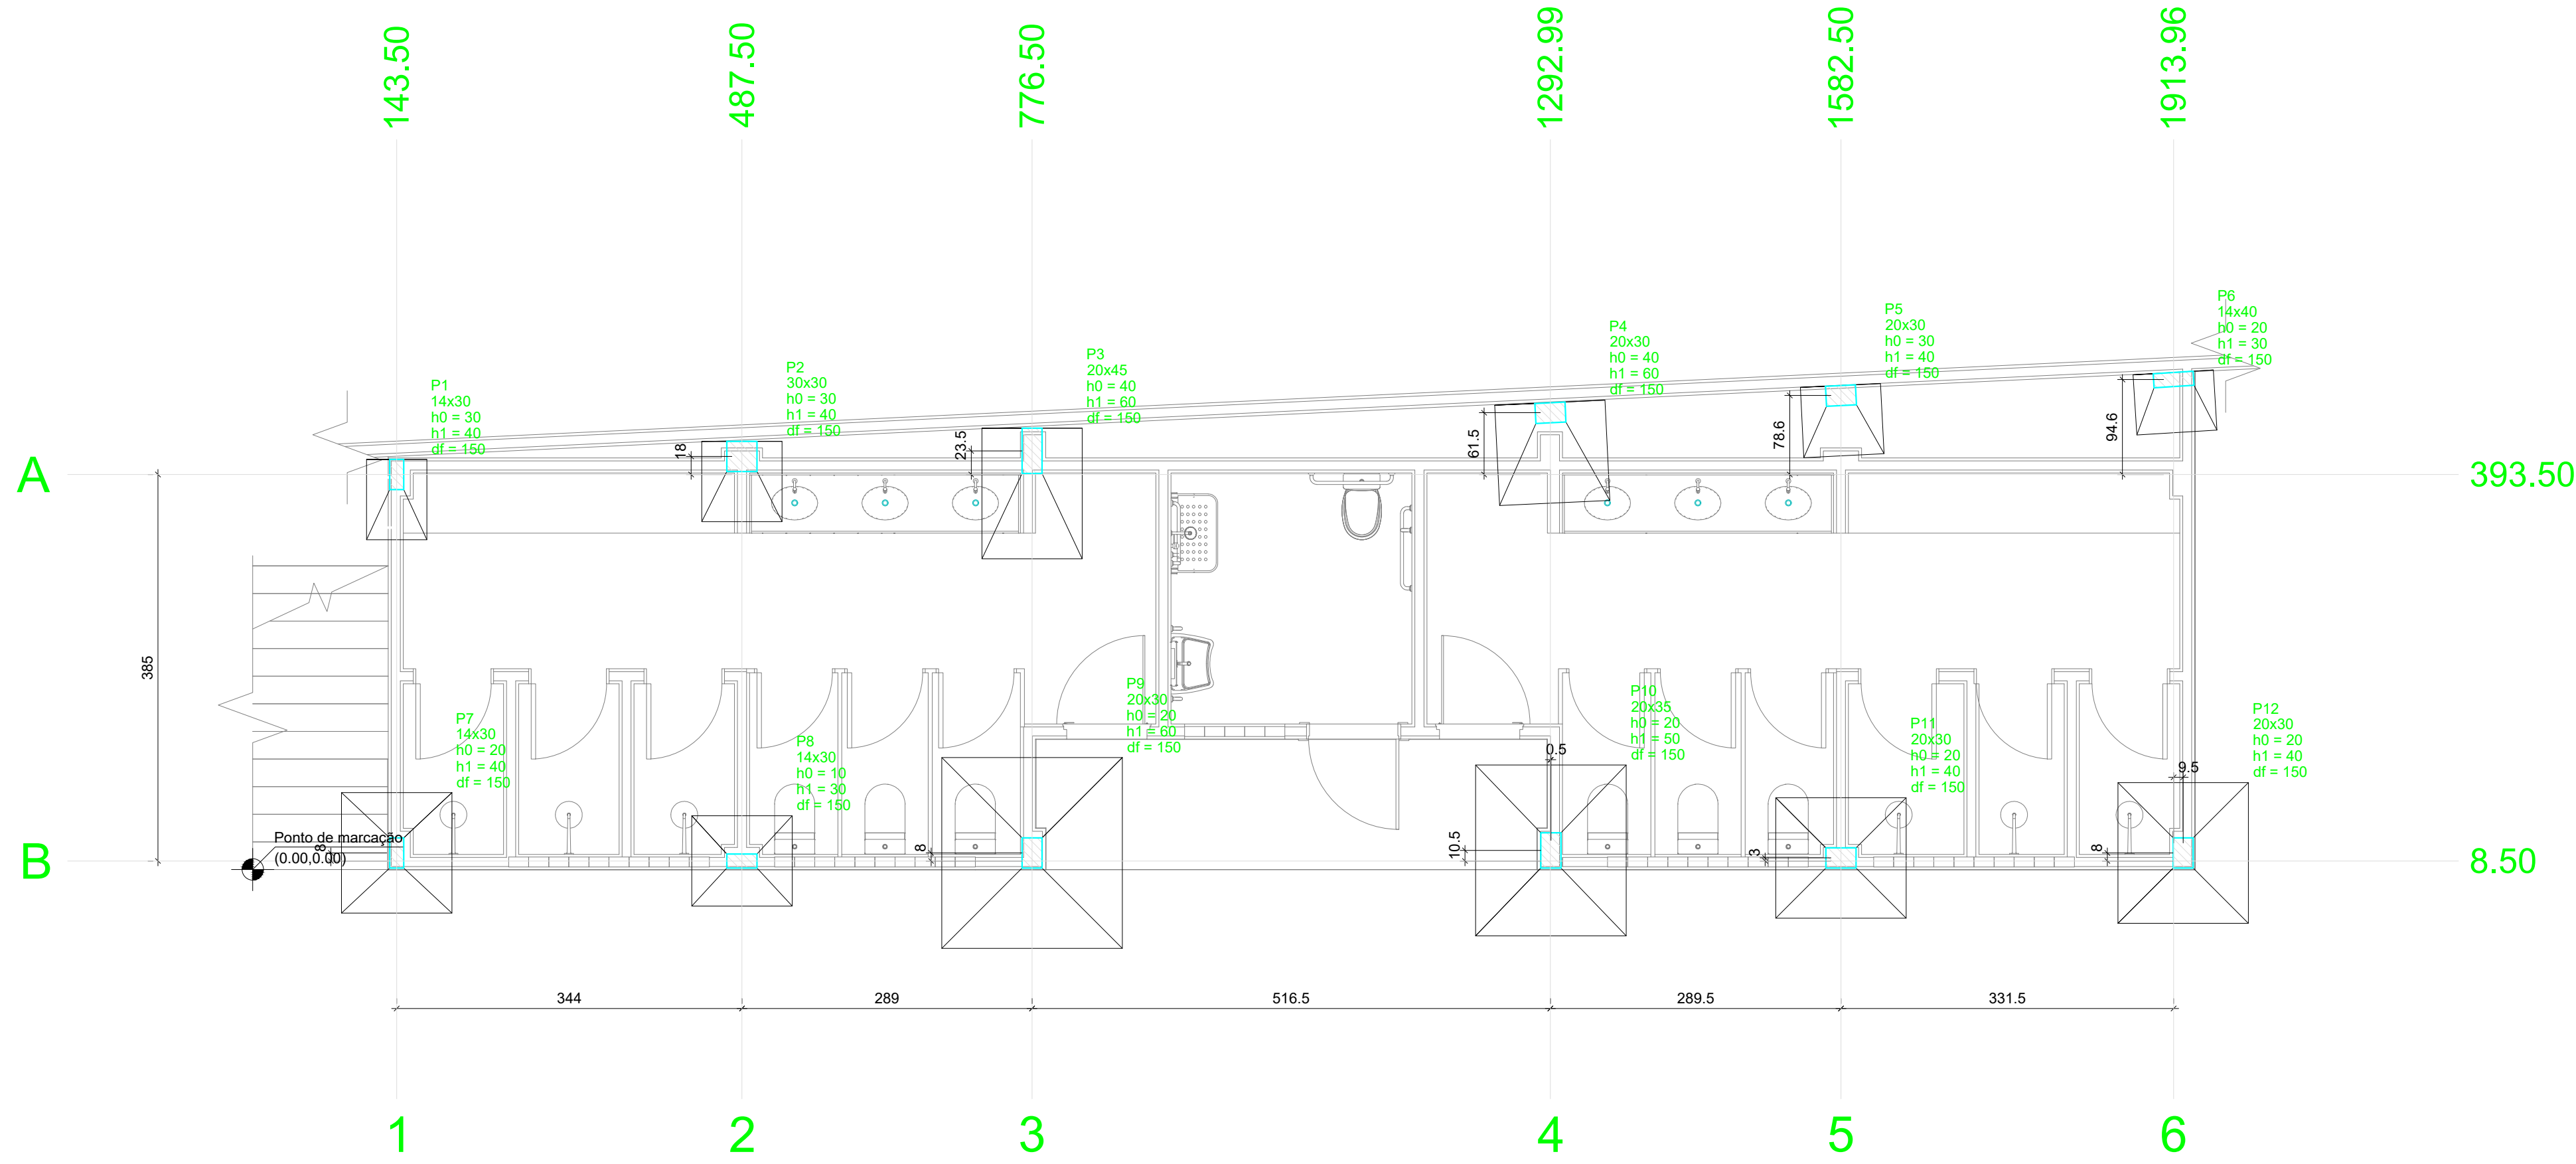 143.50
487.50
776.50
1292.99
1582.50
1913.96
P1
14x30
h0 = 30
h1 = 40
df = 150
P2
30x30
h0 = 30
h1 = 40
df = 150
P3
20x45
h0 = 40
h1 = 60
df = 150
P4
20x30
h0 = 40
h1 = 60
df = 150
P5
20x30
h0 = 30
h1 = 40
df = 150
P6
14x40
h0 = 20
h1 = 30
df = 150
A
18
23.5
61.5
78.6
94.6
393.50
385
P7
14x30
h0 = 20
h1 = 40
df = 150
P8
14x30
h0 = 10
h1 = 30
df = 150
P9
20x30
h0 = 20
h1 = 60
df = 150
P10
20x35
h0 = 20
h1 = 50
df = 150
P11
20x30
h0 = 20
h1 = 40
df = 150
P12
20x30
h0 = 20
h1 = 40
df = 150
0.5
9.5
Ponto de marcação
(0.00,0.00)
8
8
10.5
3
8
B
8.50
344
289
516.5
289.5
331.5
1
2
3
4
5
6